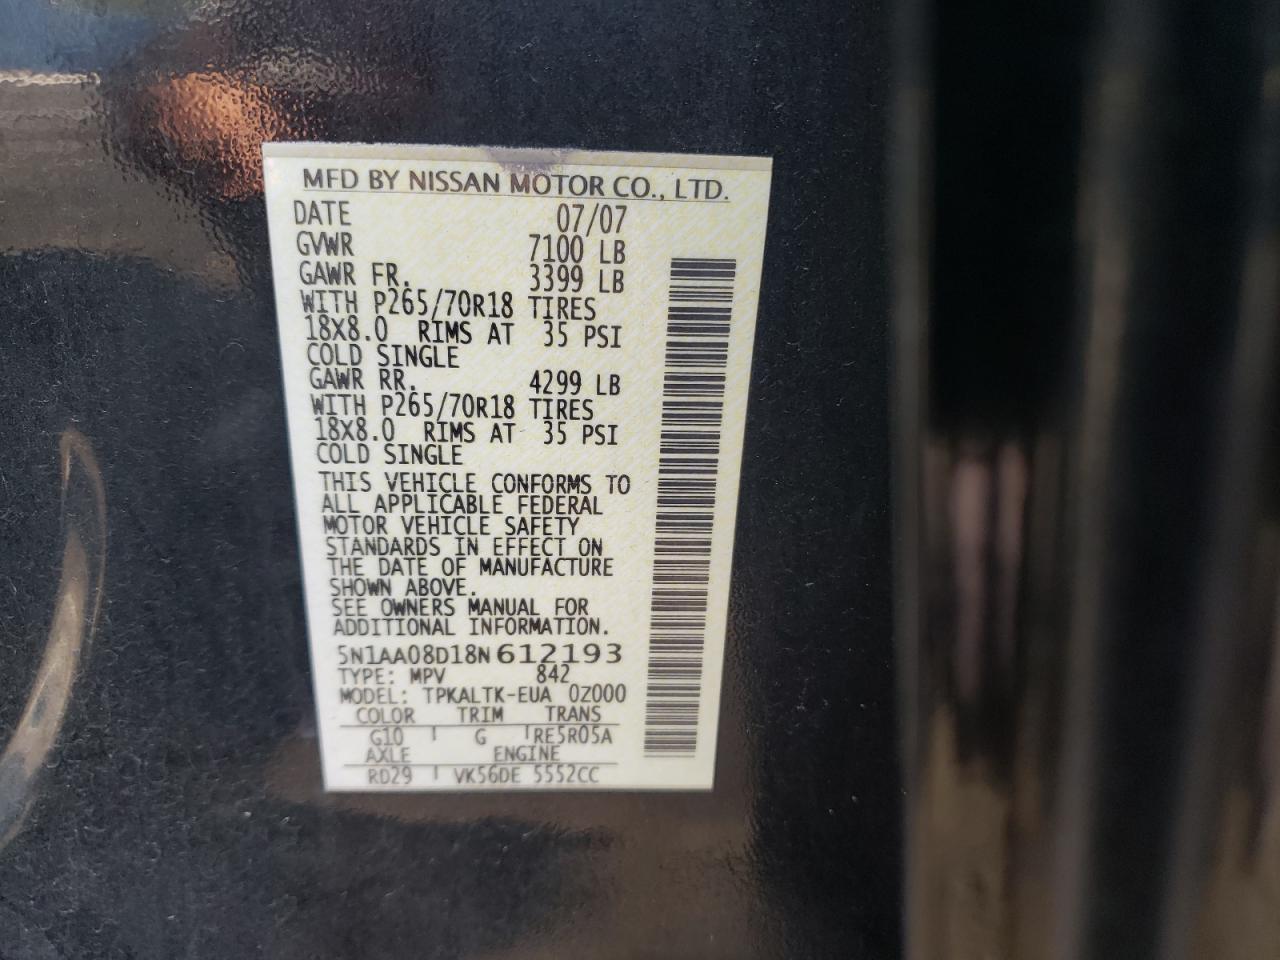 MFD BY NISSAN MOTOR CO., LTD.
DATE 07/07
GVWR 7100 LB
GAWR FR. 3399 LB
WITH P265/70R18 TIRES
18X8.0 RIMS AT 35 PSI
COLD SINGLE
GAWR RR. 4299 LB
WITH P265/70R18 TIRES
18X8.0 RIMS AT 35 PSI
COLD SINGLE
THIS VEHICLE CONFORMS TO
ALL APPLICABLE FEDERAL
MOTOR VEHICLE SAFETY
STANDARDS IN EFFECT ON
THE DATE OF MANUFACTURE
SHOWN ABOVE.
SEE OWNERS MANUAL FOR
ADDITIONAL INFORMATION.
5N1AA08D18N612193
TYPE: MPV 842
MODEL: TPKALTK-EUA 0Z000
COLOR TRIM TRANS
G10 G RE5R05A
AXLE ENGINE
RD29 VK56DE 5552CC